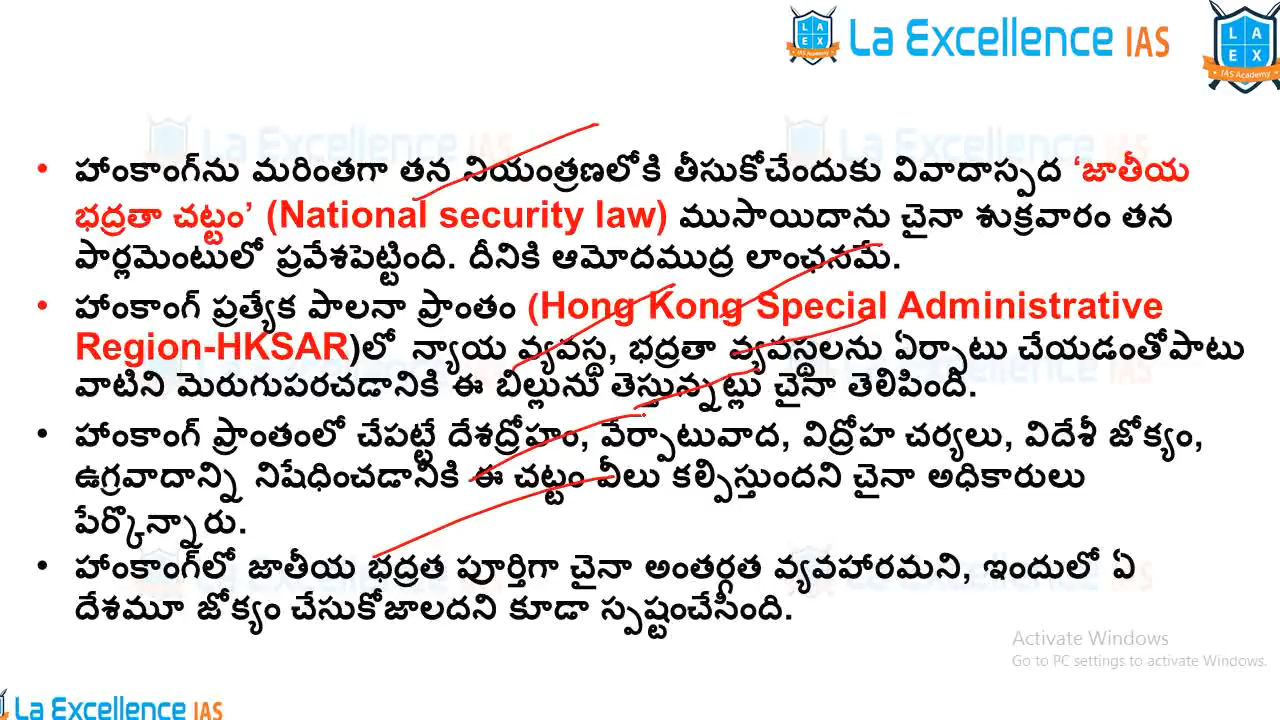 La Excellence IAS
L A
E X
IAS Academy
• హాంకాంగ్‌ను మరింతగా తన నియంత్రణలోకి తీసుకోచేందుకు వివాదాస్పద ‘జాతీయ
భద్రతా చట్టం’ (National security law) ముసాయిదాను చైనా శుక్రవారం తన
పార్లమెంటులో ప్రవేశపెట్టింది. దీనికి ఆమోదముద్ర లాంఛనమే.
• హాంకాంగ్ ప్రత్యేక పాలనా ప్రాంతం (Hong Kong Special Administrative
Region-HKSAR)లో న్యాయ వ్యవస్థ, భద్రతా వ్యవస్థలను ఏర్పాటు చేయడంతోపాటు
వాటిని మెరుగుపరచడానికి ఈ బిల్లును తెస్తున్నట్లు చైనా తెలిపింది.
• హాంకాంగ్ ప్రాంతంలో చేపట్టే దేశద్రోహం, వేర్పాటువాద, విద్రోహ చర్యలు, విదేశీ జోక్యం,
ఉగ్రవాదాన్ని నిషేధించడానికి ఈ చట్టం వీలు కల్పిస్తుందని చైనా అధికారులు
పేర్కొన్నారు.
• హాంకాంగ్‌లో జాతీయ భద్రత పూర్తిగా చైనా అంతర్గత వ్యవహారమని, ఇందులో ఏ
దేశమూ జోక్యం చేసుకోజాలదని కూడా స్పష్టంచేసింది.
Activate Windows
Go to PC settings to activate Windows.
La Excellence IAS